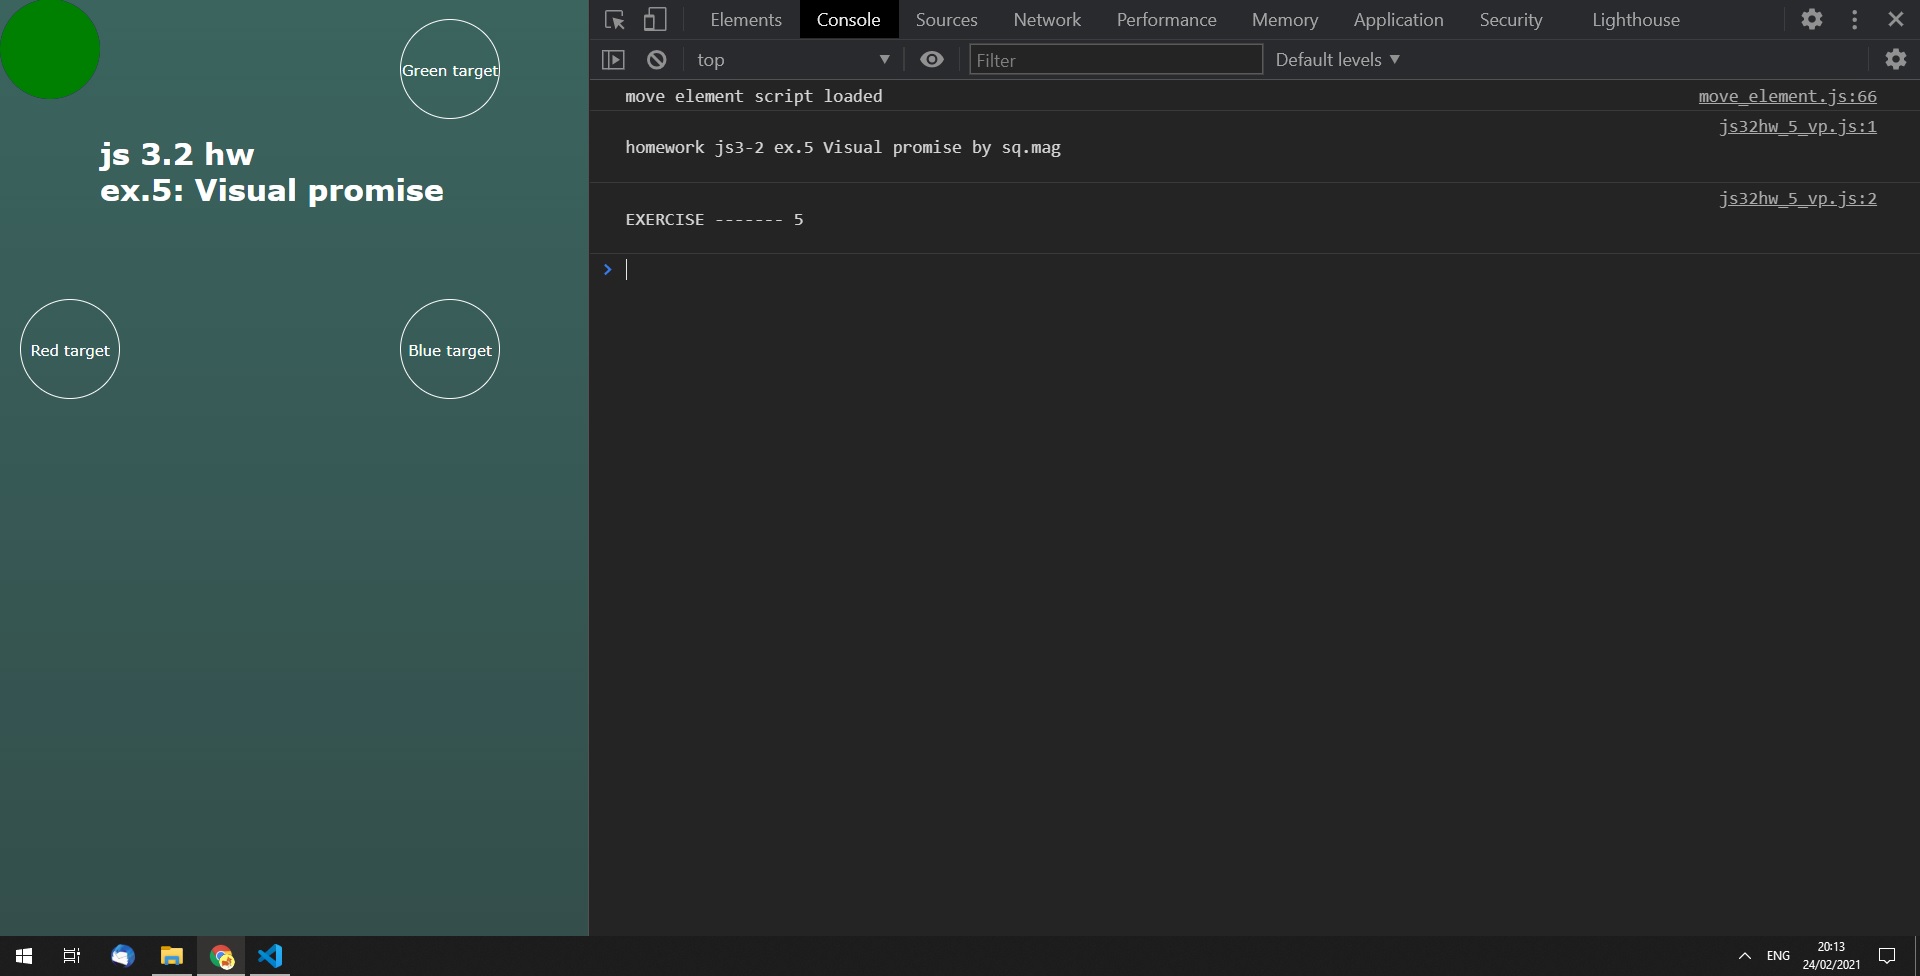 Green target
js 3.2 hw
ex.5: Visual promise
Red target
Blue target
Elements Console Sources Network Performance Memory Application Security Lighthouse
top Filter Default levels
move element script loaded move_element.js:66
js32hw_5_vp.js:1
homework js3-2 ex.5 Visual promise by sq.mag
js32hw_5_vp.js:2
EXERCISE ------- 5
ENG
20:13
24/02/2021